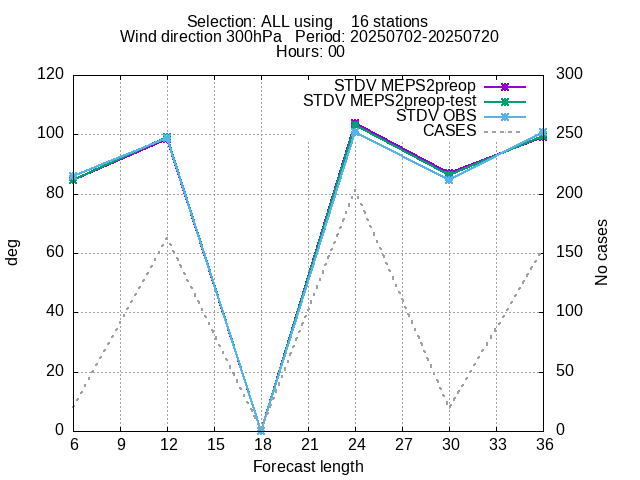 Selection: ALL using    16 stations
Wind direction 300hPa   Period: 20250702-20250720
Hours: 00
STDV MEPS2preop
STDV MEPS2preop-test
STDV OBS
CASES
120
100
80
60
40
20
0
deg
300
250
200
150
100
50
0
No cases
6 9 12 15 18 21 24 27 30 33 36
Forecast length